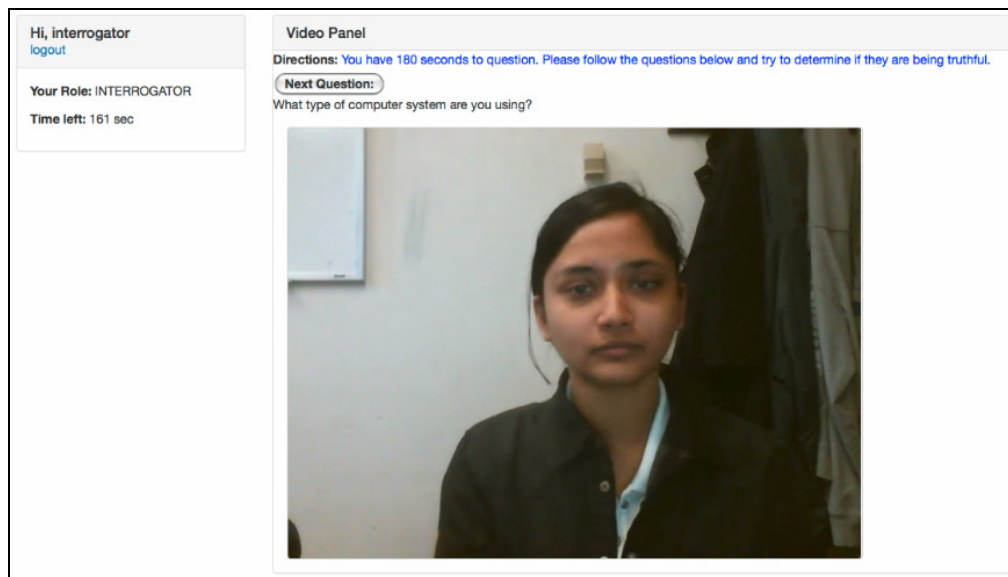 Hi, interrogator
logout
Your Role: INTERROGATOR
Time left: 161 sec
Video Panel
Directions: You have 180 seconds to question. Please follow the questions below and try to determine if they are being truthful.
Next Question:
What type of computer system are you using?